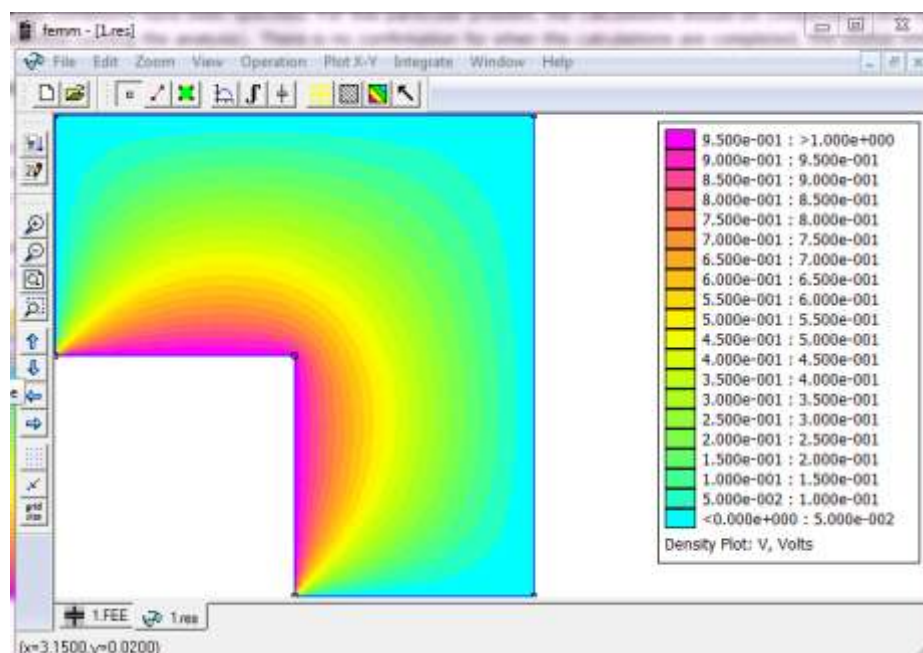 femm - [1.res]
File Edit Zoom View Operation Plot X-Y Integrate Window Help
9.500e-001 : >1.000e+000
9.000e-001 : 9.500e-001
8.500e-001 : 9.000e-001
8.000e-001 : 8.500e-001
7.500e-001 : 8.000e-001
7.000e-001 : 7.500e-001
6.500e-001 : 7.000e-001
6.000e-001 : 6.500e-001
5.500e-001 : 6.000e-001
5.000e-001 : 5.500e-001
4.500e-001 : 5.000e-001
4.000e-001 : 4.500e-001
3.500e-001 : 4.000e-001
3.000e-001 : 3.500e-001
2.500e-001 : 3.000e-001
2.000e-001 : 2.500e-001
1.500e-001 : 2.000e-001
1.000e-001 : 1.500e-001
5.000e-002 : 1.000e-001
<0.000e+000 : 5.000e-002
Density Plot: V, Volts
grid
size
1.FEE 1.res
(x=3.1500,y=0.0200)